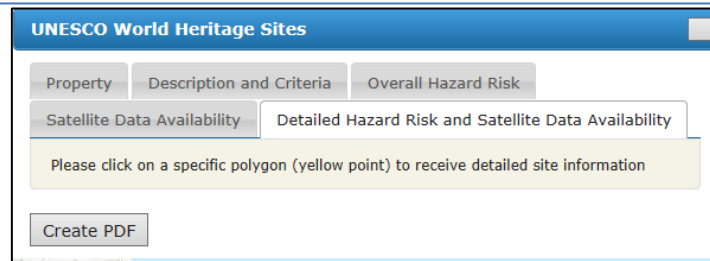 UNESCO World Heritage Sites
Property Description and Criteria Overall Hazard Risk
Satellite Data Availability Detailed Hazard Risk and Satellite Data Availability
Please click on a specific polygon (yellow point) to receive detailed site information
Create PDF